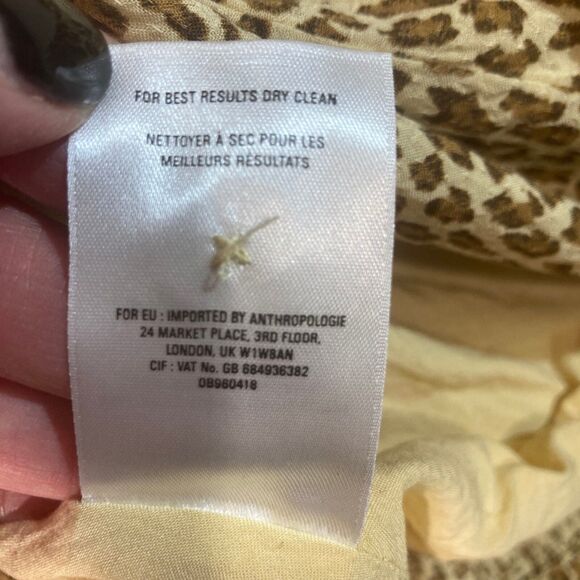 FOR BEST RESULTS DRY CLEAN
NETTOYER À SEC POUR LES
MEILLEURS RÉSULTATS
FOR EU : IMPORTED BY ANTHROPOLOGIE
24 MARKET PLACE, 3RD FLOOR,
LONDON, UK W1W8AN
CIF : VAT No. GB 684936382
0B960418